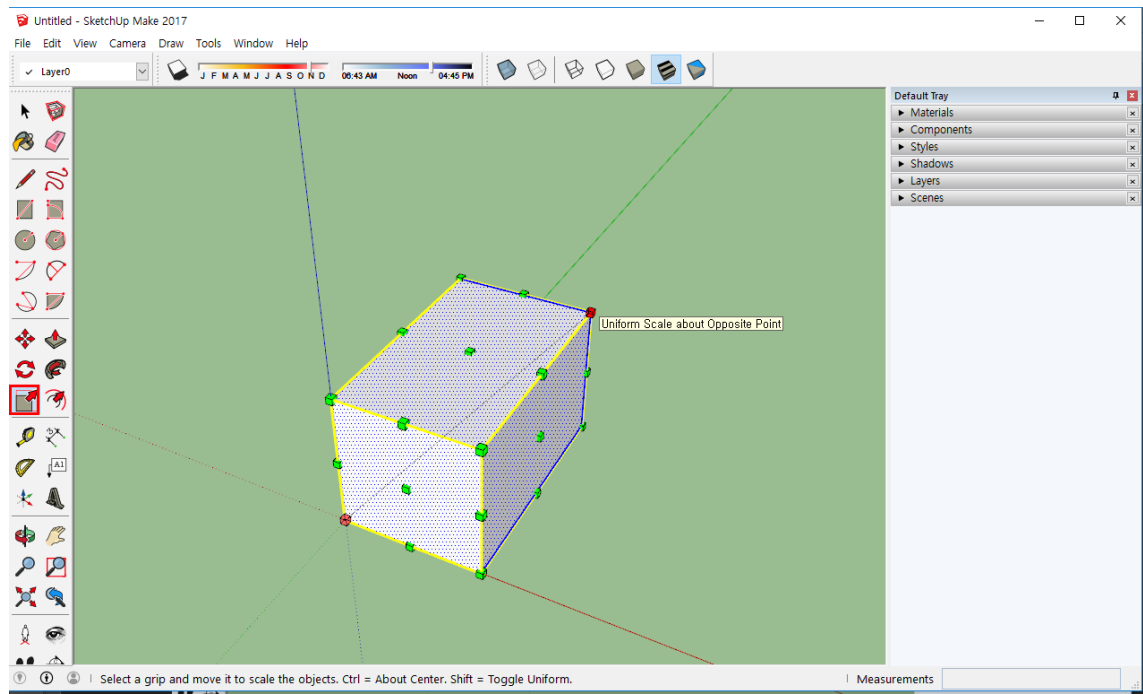 Untitled - SketchUp Make 2017
File Edit View Camera Draw Tools Window Help
Layer0
J F M A M J J A S O N D 06:43 AM Noon 04:45 PM
Default Tray
Materials
Components
Styles
Shadows
Layers
Scenes
Uniform Scale about Opposite Point
A1
Select a grip and move it to scale the objects. Ctrl = About Center. Shift = Toggle Uniform.
Measurements